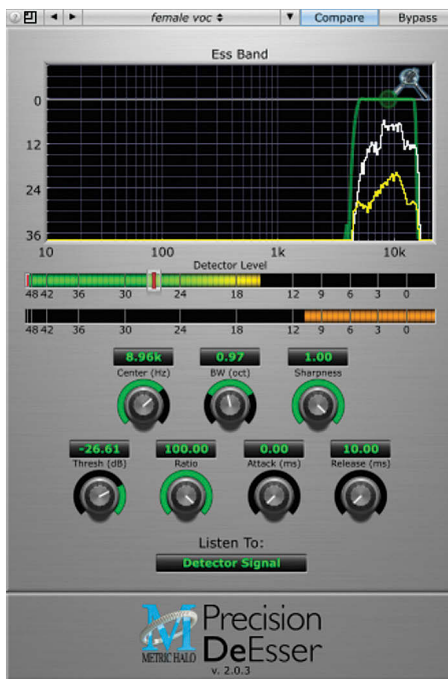 female voc Compare Bypass
Ess Band
0
12
24
36
10 100 1k 10k
Detector Level
48 42 36 30 24 18 12 9 6 3 0
48 42 36 30 24 18 12 9 6 3 0
8.96k 0.97 1.00
Center (Hz) BW (oct) Sharpness
-26.61 100.00 0.00 10.00
Thresh (dB) Ratio Attack (ms) Release (ms)
Listen To:
Detector Signal
M
METRIC HALO
Precision
DeEsser
v. 2.0.3